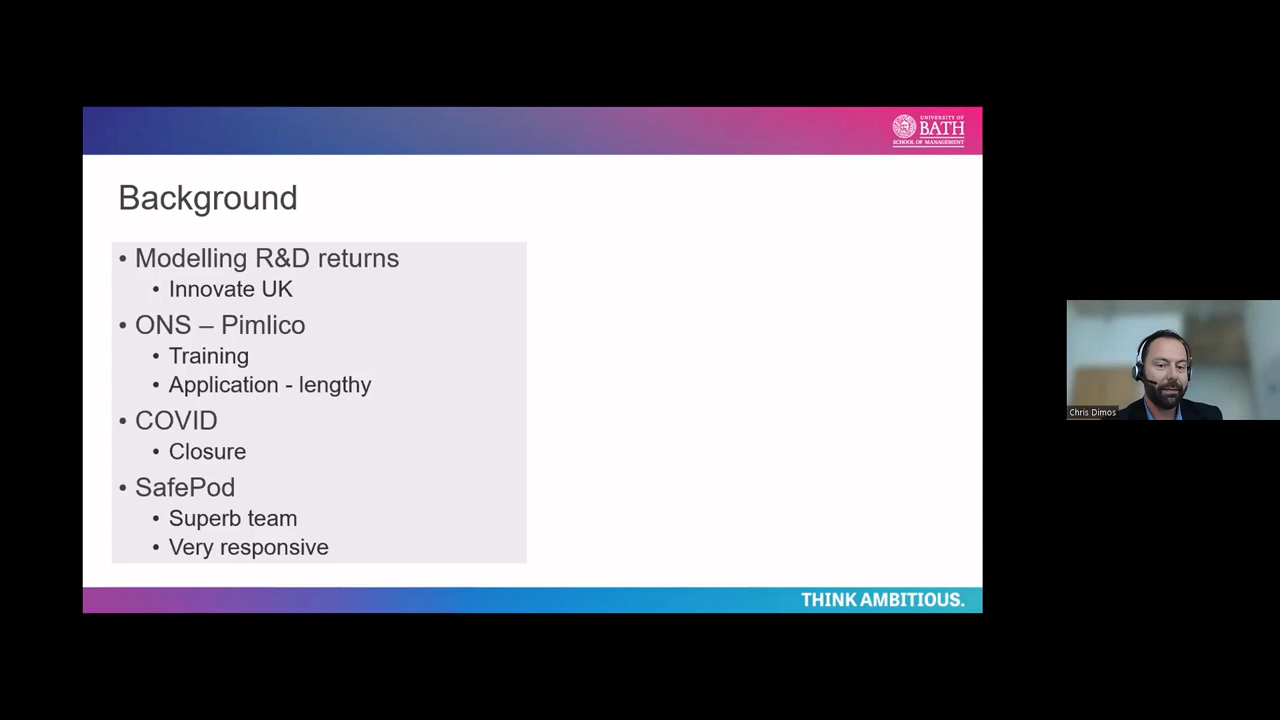 UNIVERSITY OF
BATH
SCHOOL OF MANAGEMENT
Background
• Modelling R&D returns
• Innovate UK
• ONS – Pimlico
• Training
• Application - lengthy
• COVID
• Closure
• SafePod
• Superb team
• Very responsive
THINK AMBITIOUS.
Chris Dimos